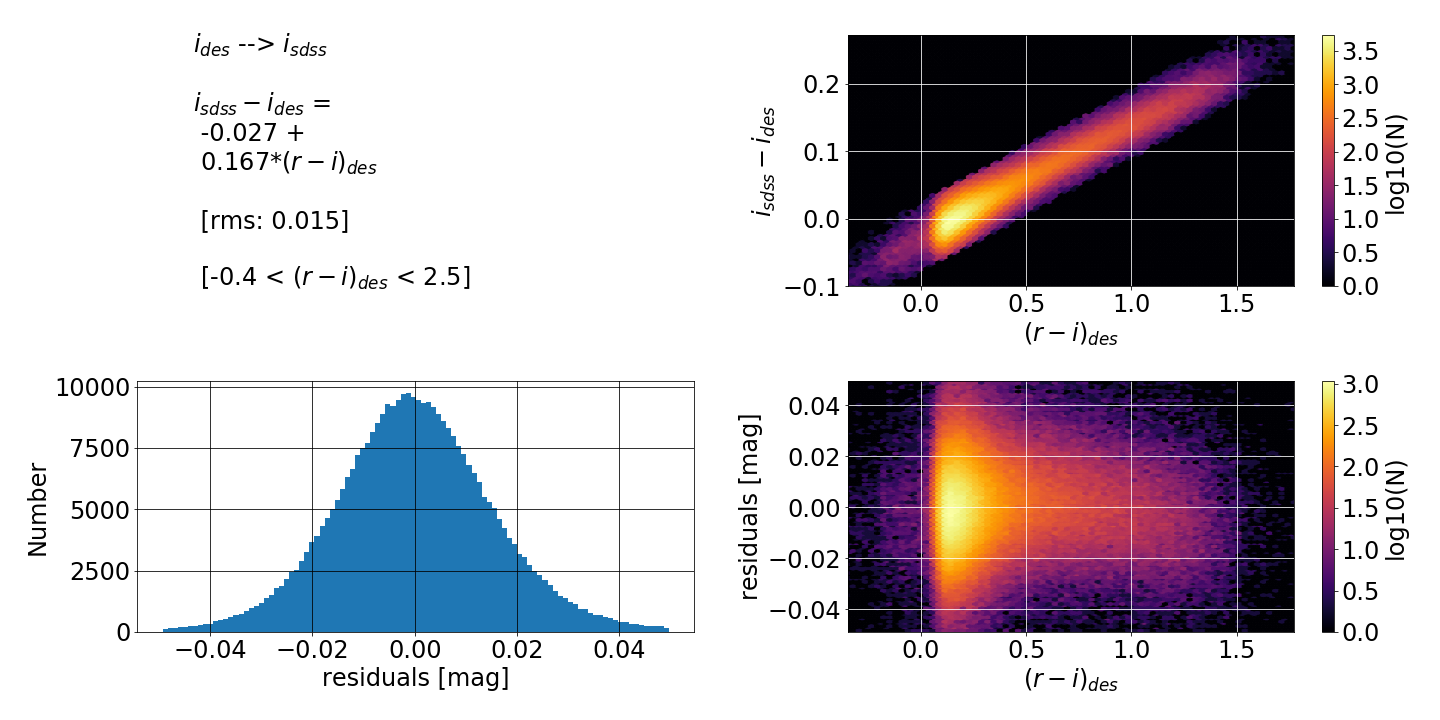 i_des --> i_sdss
i_sdss − i_des =
-0.027 +
0.167*(r − i)_des
[rms: 0.015]
[-0.4 < (r − i)_des < 2.5]
0.2
0.1
0.0
−0.1
i_sdss − i_des
0.0 0.5 1.0 1.5
(r − i)_des
3.5
3.0
2.5
2.0
1.5
1.0
0.5
0.0
log10(N)
10000
7500
5000
2500
0
Number
−0.04 −0.02 0.00 0.02 0.04
residuals [mag]
0.04
0.02
0.00
−0.02
−0.04
residuals [mag]
0.0 0.5 1.0 1.5
(r − i)_des
3.0
2.5
2.0
1.5
1.0
0.5
0.0
log10(N)